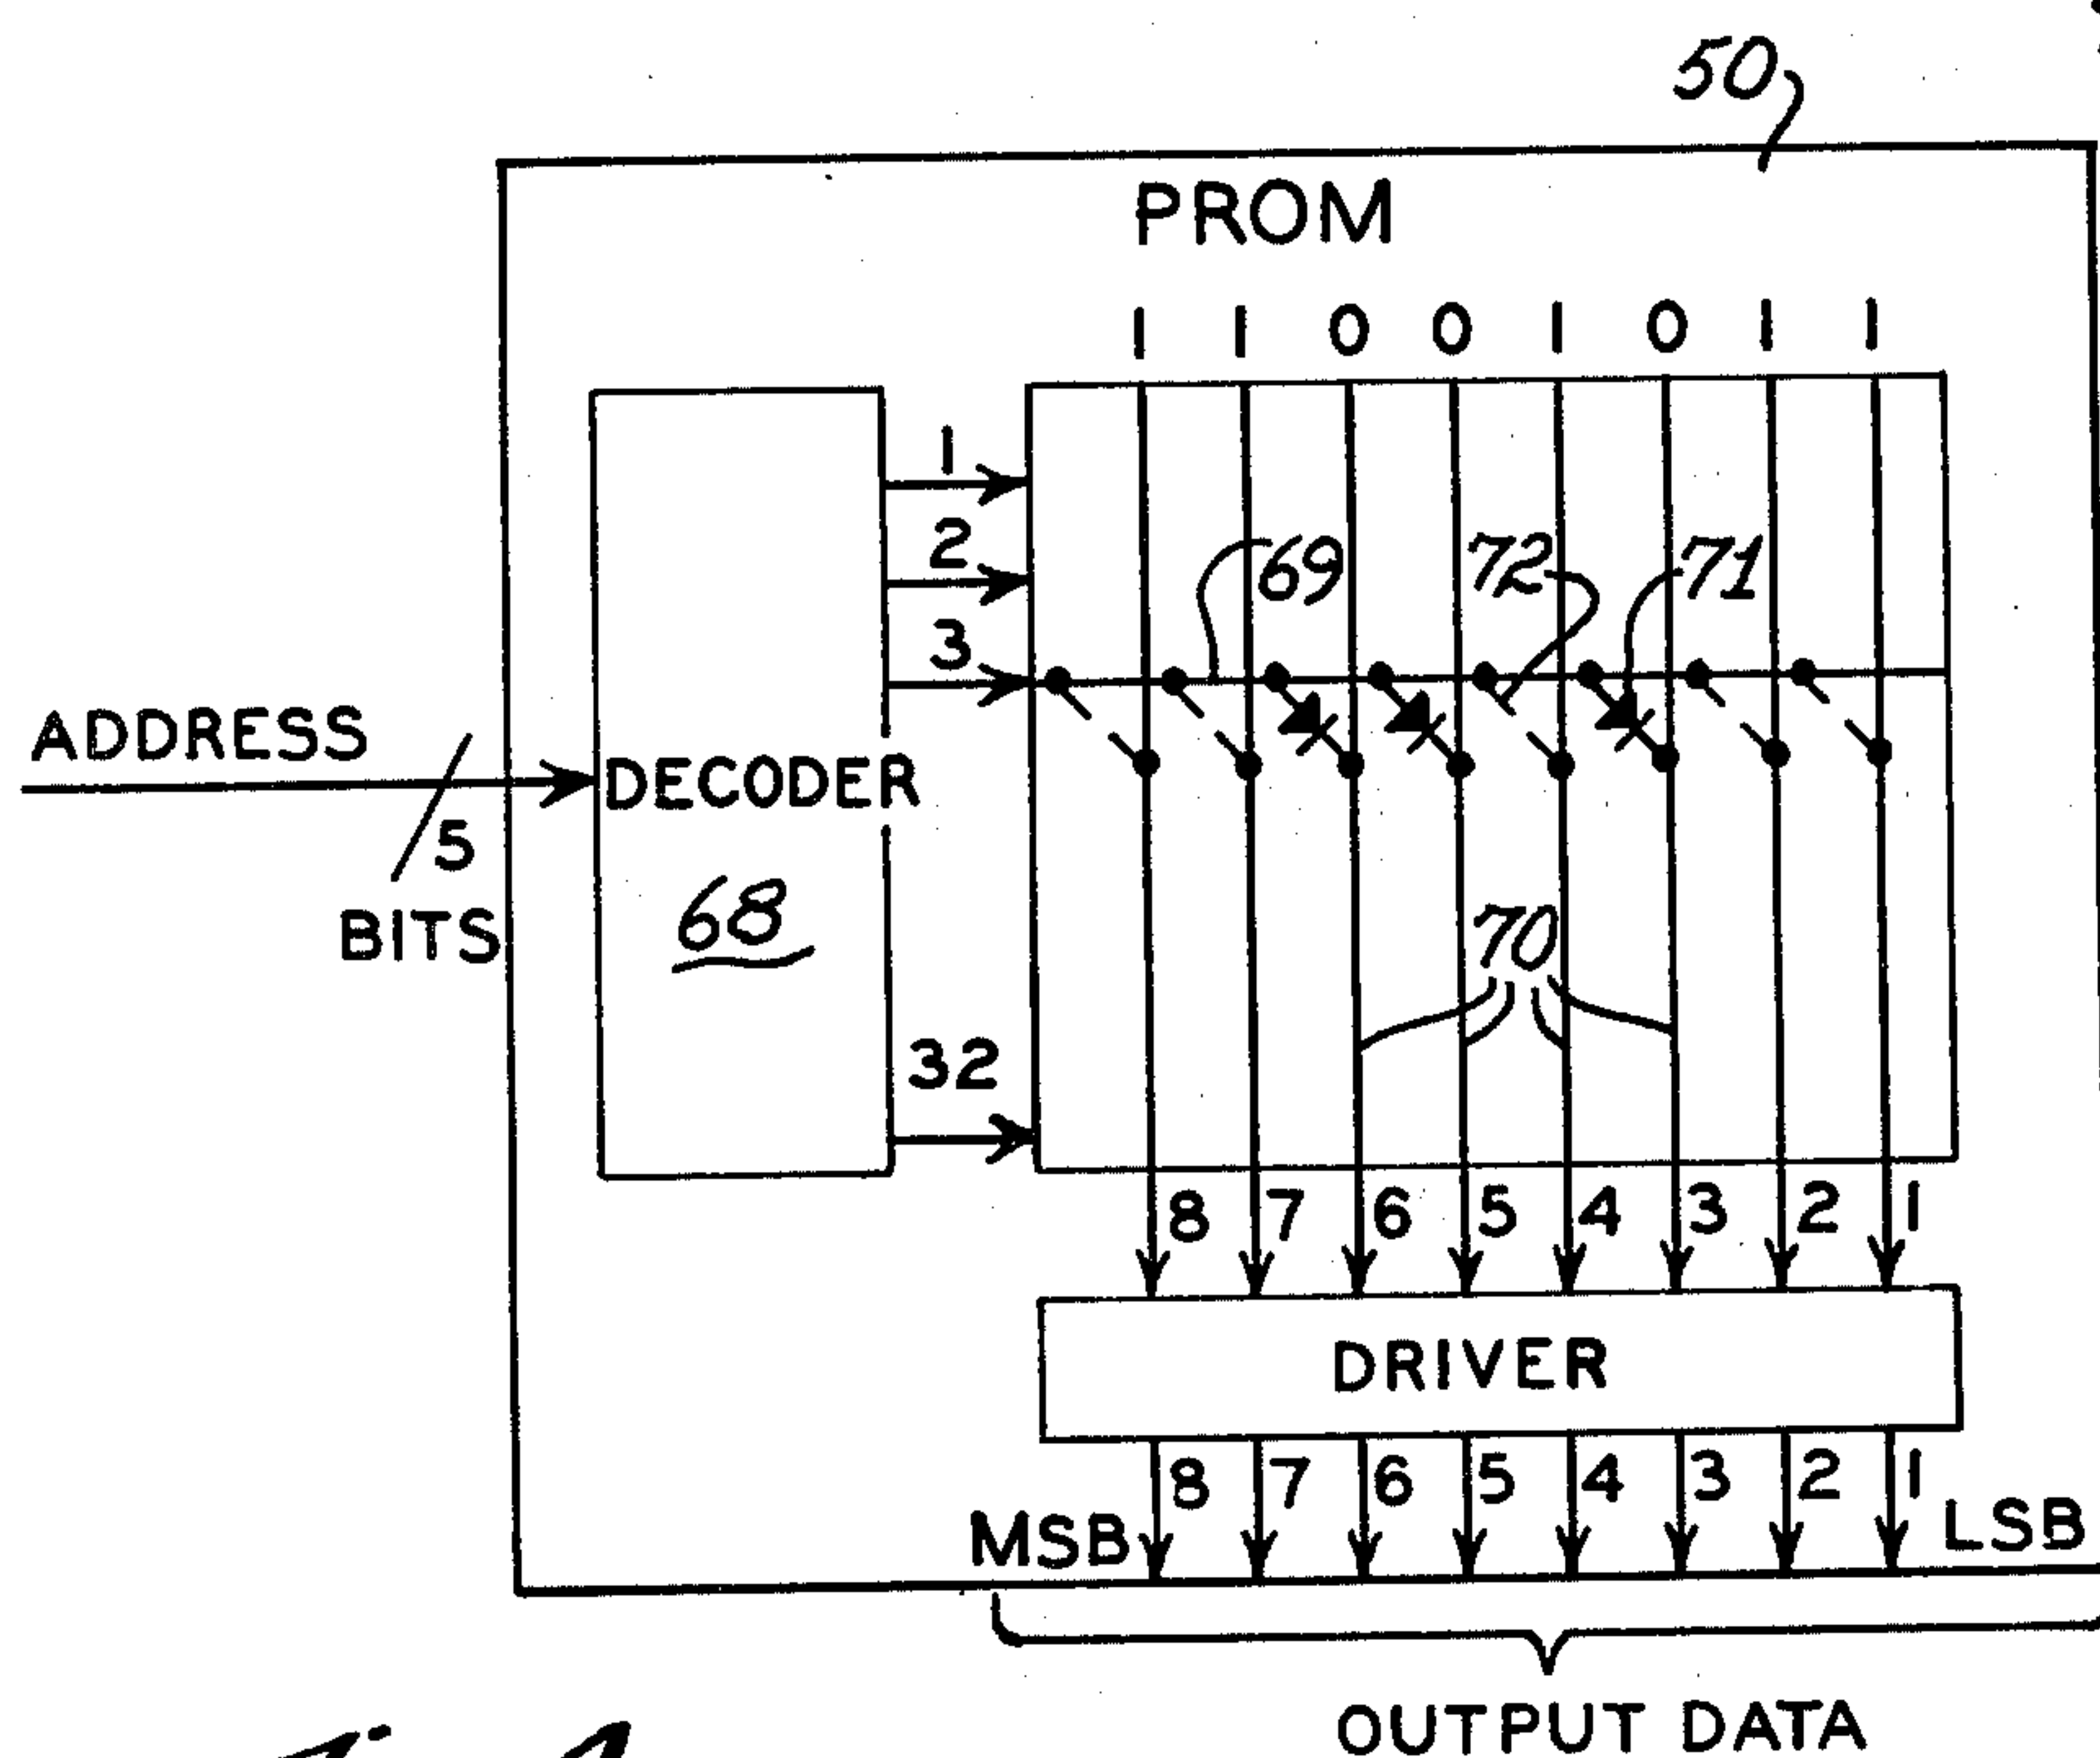 50
PROM
1 1 0 0 1 0 1 1
1
2
69 72 71
3
ADDRESS
DECODER
5
BITS
68
70
32
8 7 6 5 4 3 2 1
DRIVER
8 7 6 5 4 3 2 1
MSB LSB
OUTPUT DATA